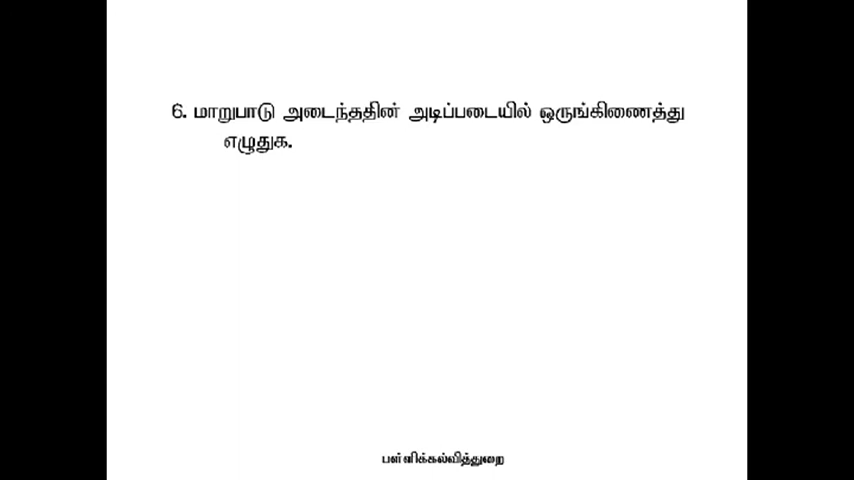 6. மாறுபாடு அடைந்ததின் அடிப்படையில் ஒருங்கிணைத்து
எழுதுக.
பள்ளிக்கல்வித்துறை